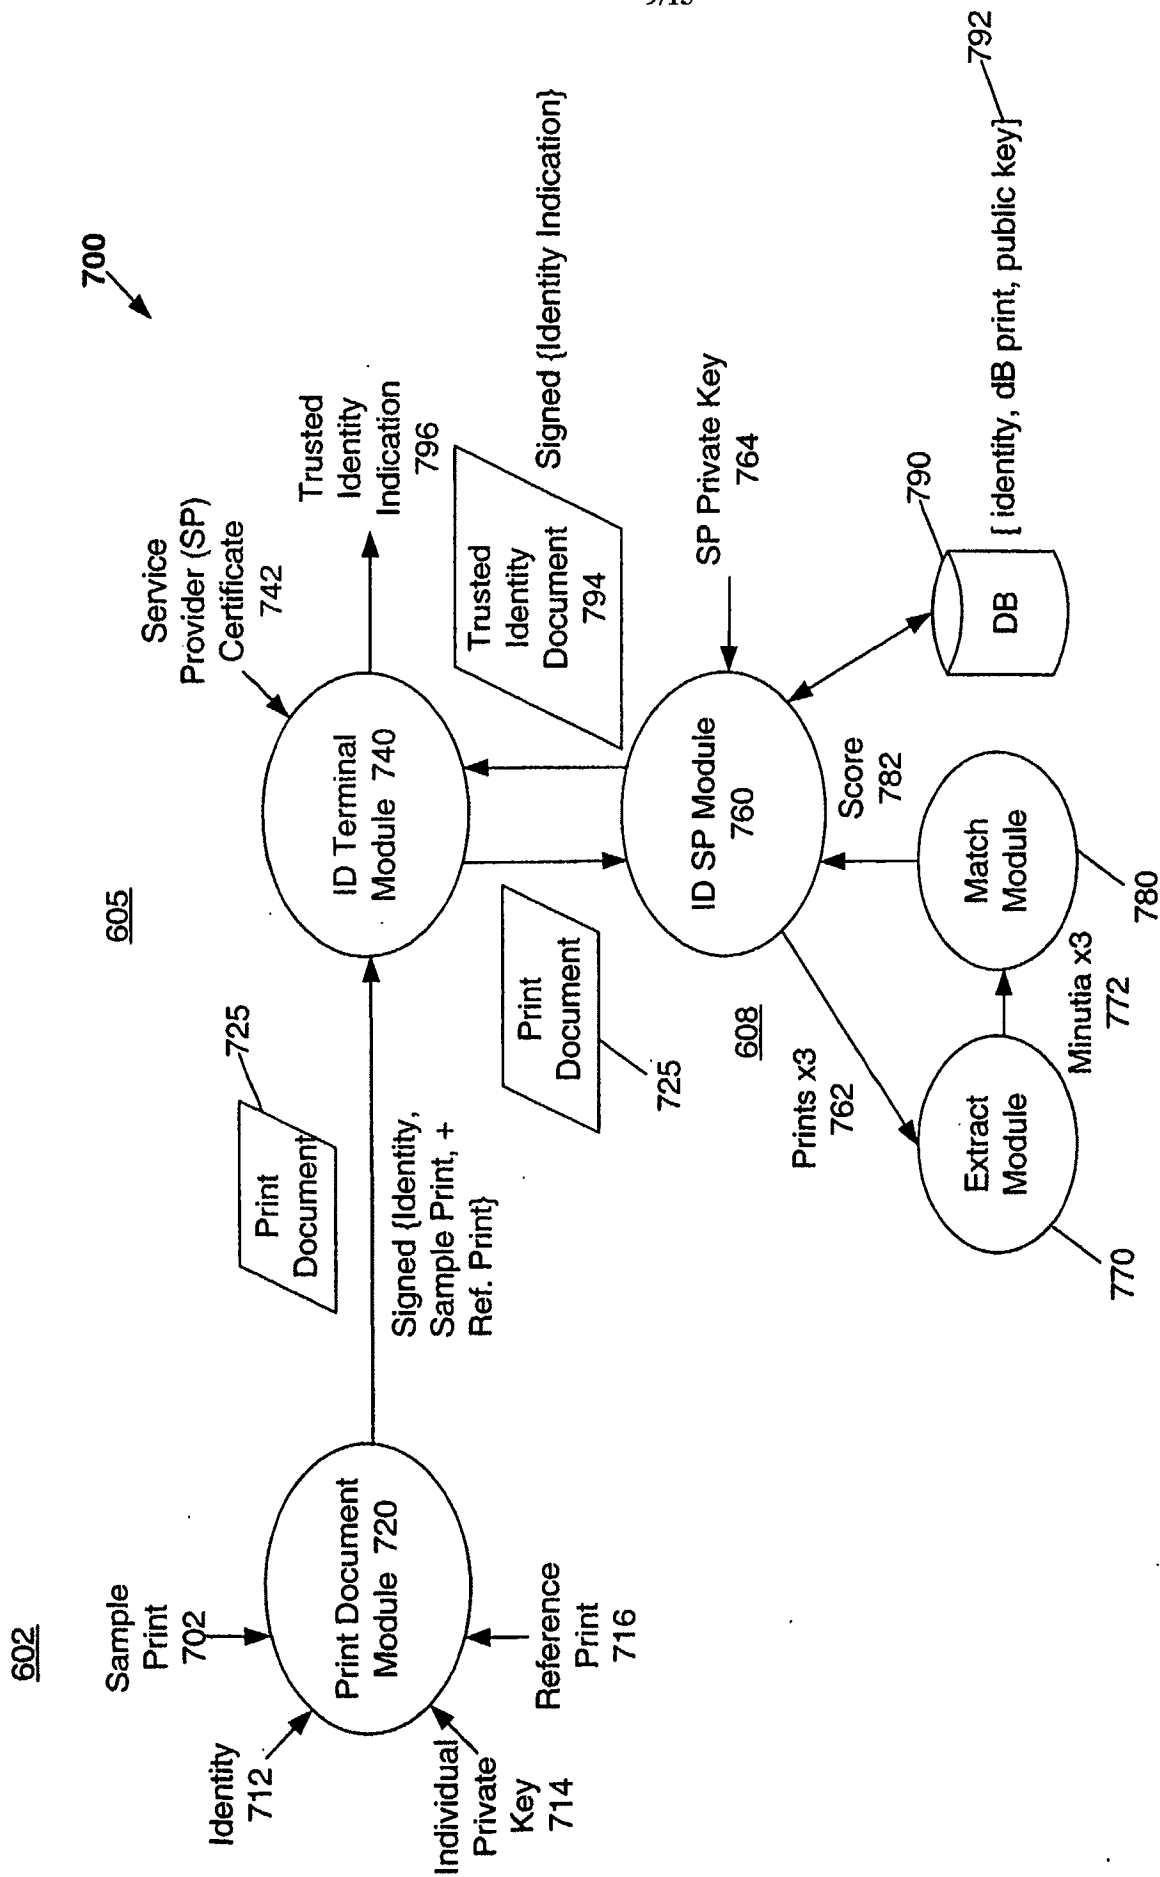 9/15
700
602
605
Sample
Print
702
Identity
712
Individual
Private
Key
714
Reference
Print
716
Print Document
Module 720
Print
Document
725
Signed {Identity,
Sample Print, +
Ref. Print}
Service
Provider (SP)
Certificate
742
ID Terminal
Module 740
Trusted
Identity
Indication
796
Print
Document
725
Trusted
Identity
Document
794
Signed {Identity Indication}
608
ID SP Module
760
SP Private Key
764
Prints x3
762
Score
782
Extract
Module
770
Minutia x3
772
Match
Module
780
DB
790
[ identity, dB print, public key]
792